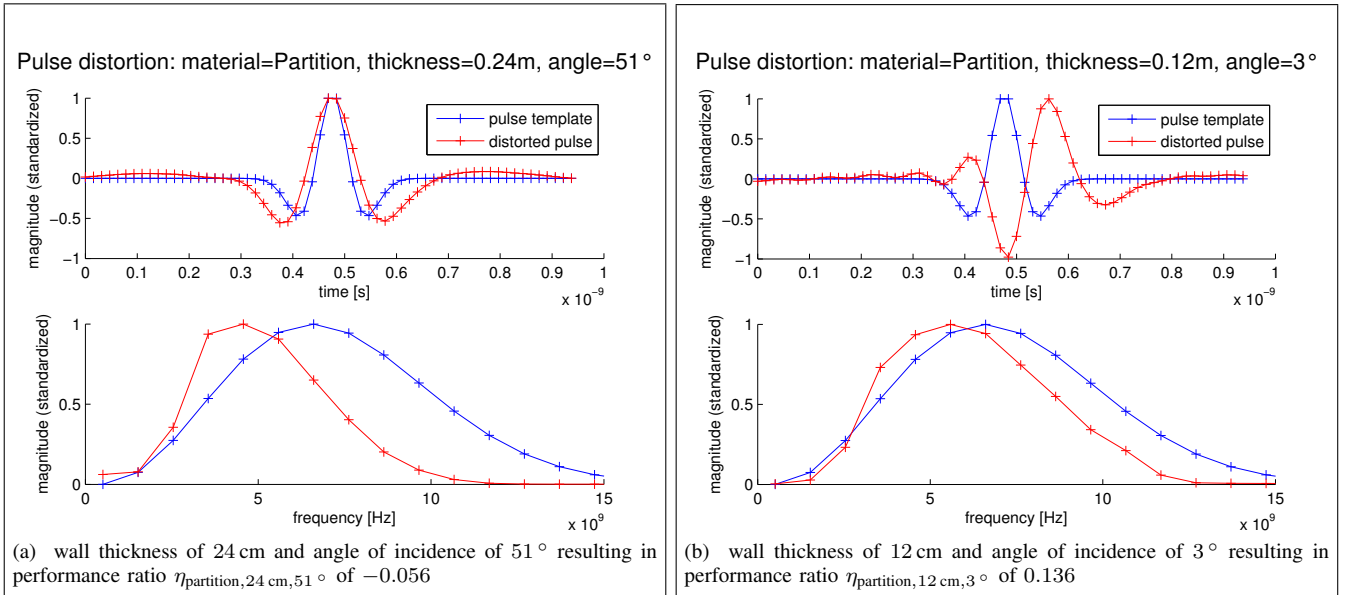 Pulse distortion: material=Partition, thickness=0.24m, angle=51°
magnitude (standardized)
1
0.5
0
−0.5
−1
pulse template
distorted pulse
0 0.1 0.2 0.3 0.4 0.5 0.6 0.7 0.8 0.9 1
time [s]
x 10⁻⁹
magnitude (standardized)
1
0.5
0
0 5 10 15
frequency [Hz]
x 10⁹
(a) wall thickness of 24 cm and angle of incidence of 51 ° resulting in
performance ratio ηpartition,24 cm,51 ° of −0.056
Pulse distortion: material=Partition, thickness=0.12m, angle=3°
magnitude (standardized)
1
0.5
0
−0.5
−1
pulse template
distorted pulse
0 0.1 0.2 0.3 0.4 0.5 0.6 0.7 0.8 0.9 1
time [s]
x 10⁻⁹
magnitude (standardized)
1
0.5
0
0 5 10 15
frequency [Hz]
x 10⁹
(b) wall thickness of 12 cm and angle of incidence of 3 ° resulting in
performance ratio ηpartition,12 cm,3 ° of 0.136